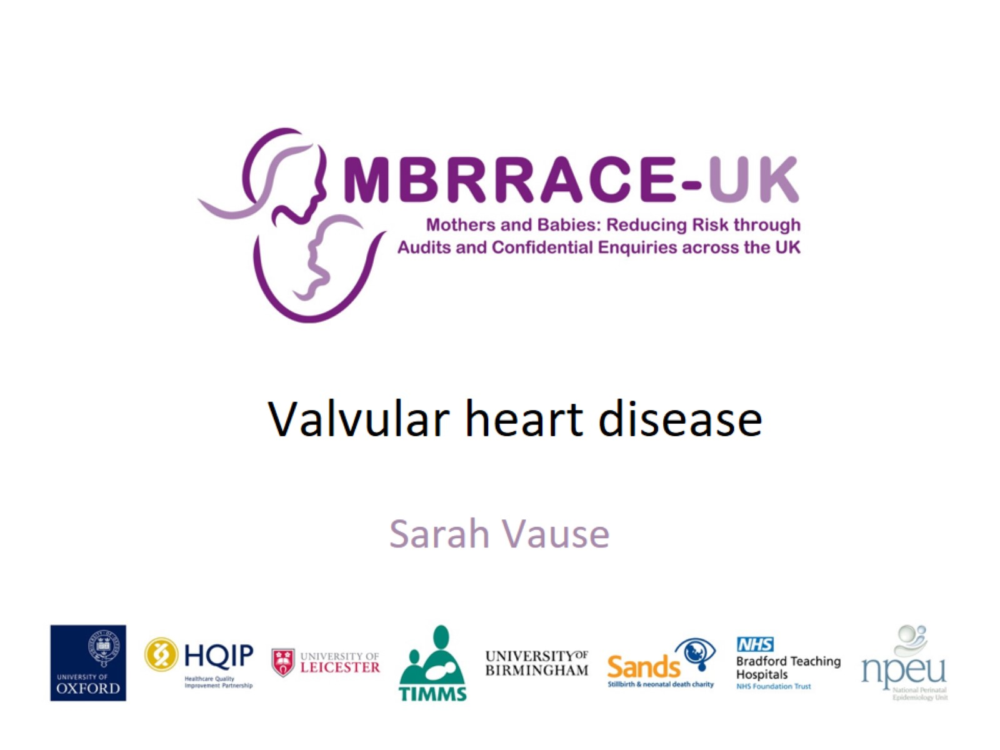 MBRRACE-UK
Mothers and Babies: Reducing Risk through
Audits and Confidential Enquiries across the UK
Valvular heart disease
Sarah Vause
UNIVERSITY OF
OXFORD
HQIP
Healthcare Quality
Improvement Partnership
UNIVERSITY OF
LEICESTER
TIMMS
UNIVERSITY OF
BIRMINGHAM
Sands
Stillbirth & neonatal death charity
NHS
Bradford Teaching
Hospitals
NHS Foundation Trust
npeu
National Perinatal
Epidemiology Unit